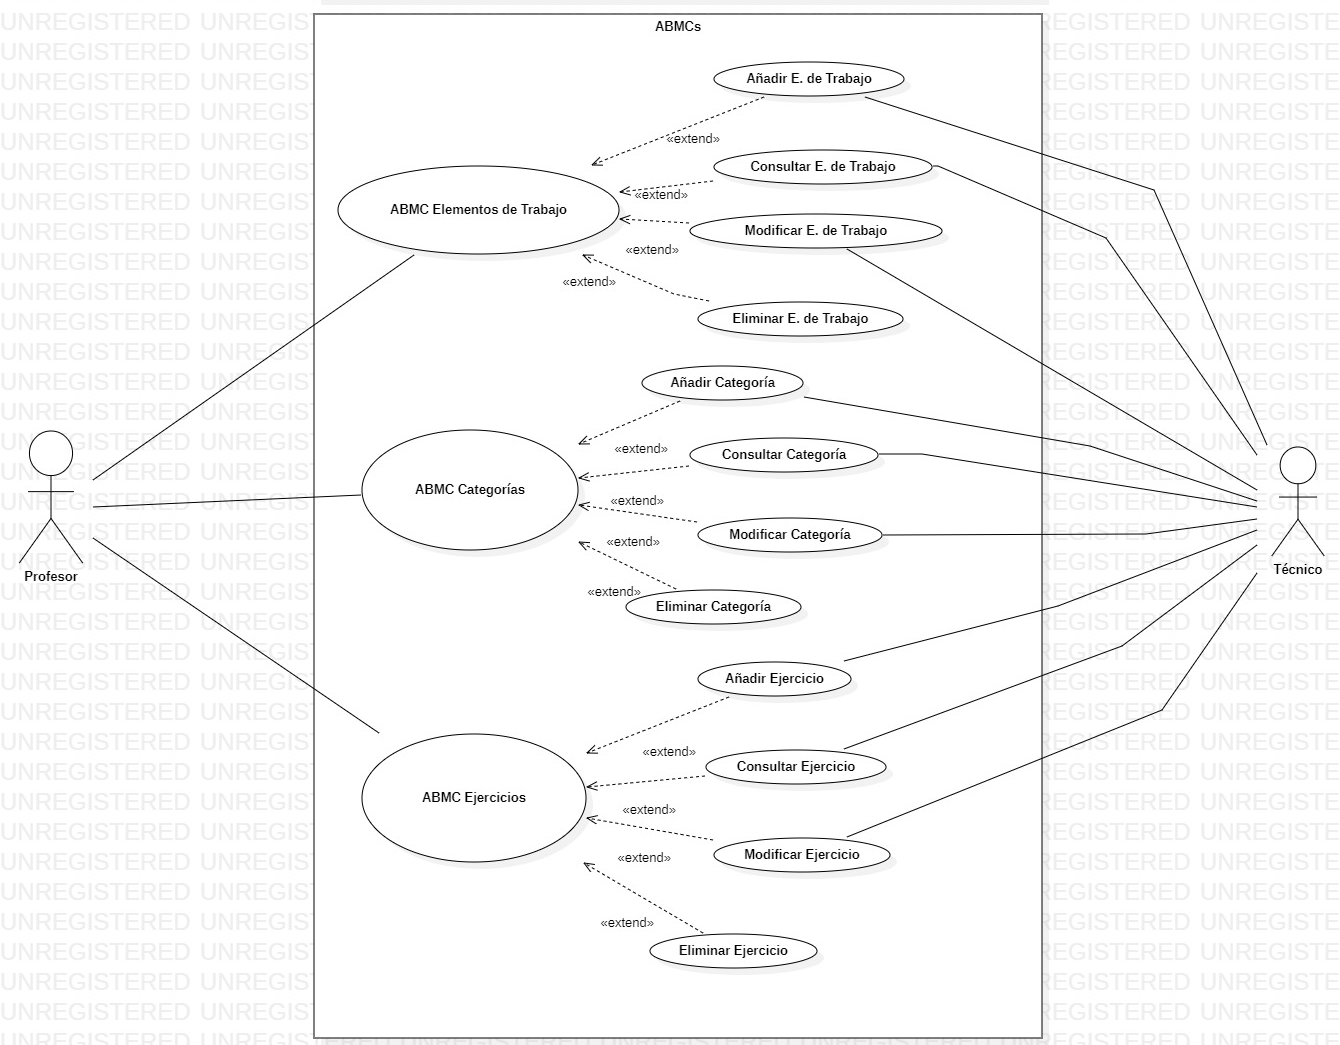 ABMCs
Añadir E. de Trabajo
«extend»
Consultar E. de Trabajo
«extend»
ABMC Elementos de Trabajo
Modificar E. de Trabajo
«extend»
«extend»
Eliminar E. de Trabajo
Añadir Categoría
«extend»
Consultar Categoría
ABMC Categorías
«extend»
Modificar Categoría
«extend»
«extend»
Eliminar Categoría
Profesor
Técnico
Añadir Ejercicio
«extend»
Consultar Ejercicio
ABMC Ejercicios
«extend»
Modificar Ejercicio
«extend»
«extend»
Eliminar Ejercicio
UNREGISTERED UNREGISTERED